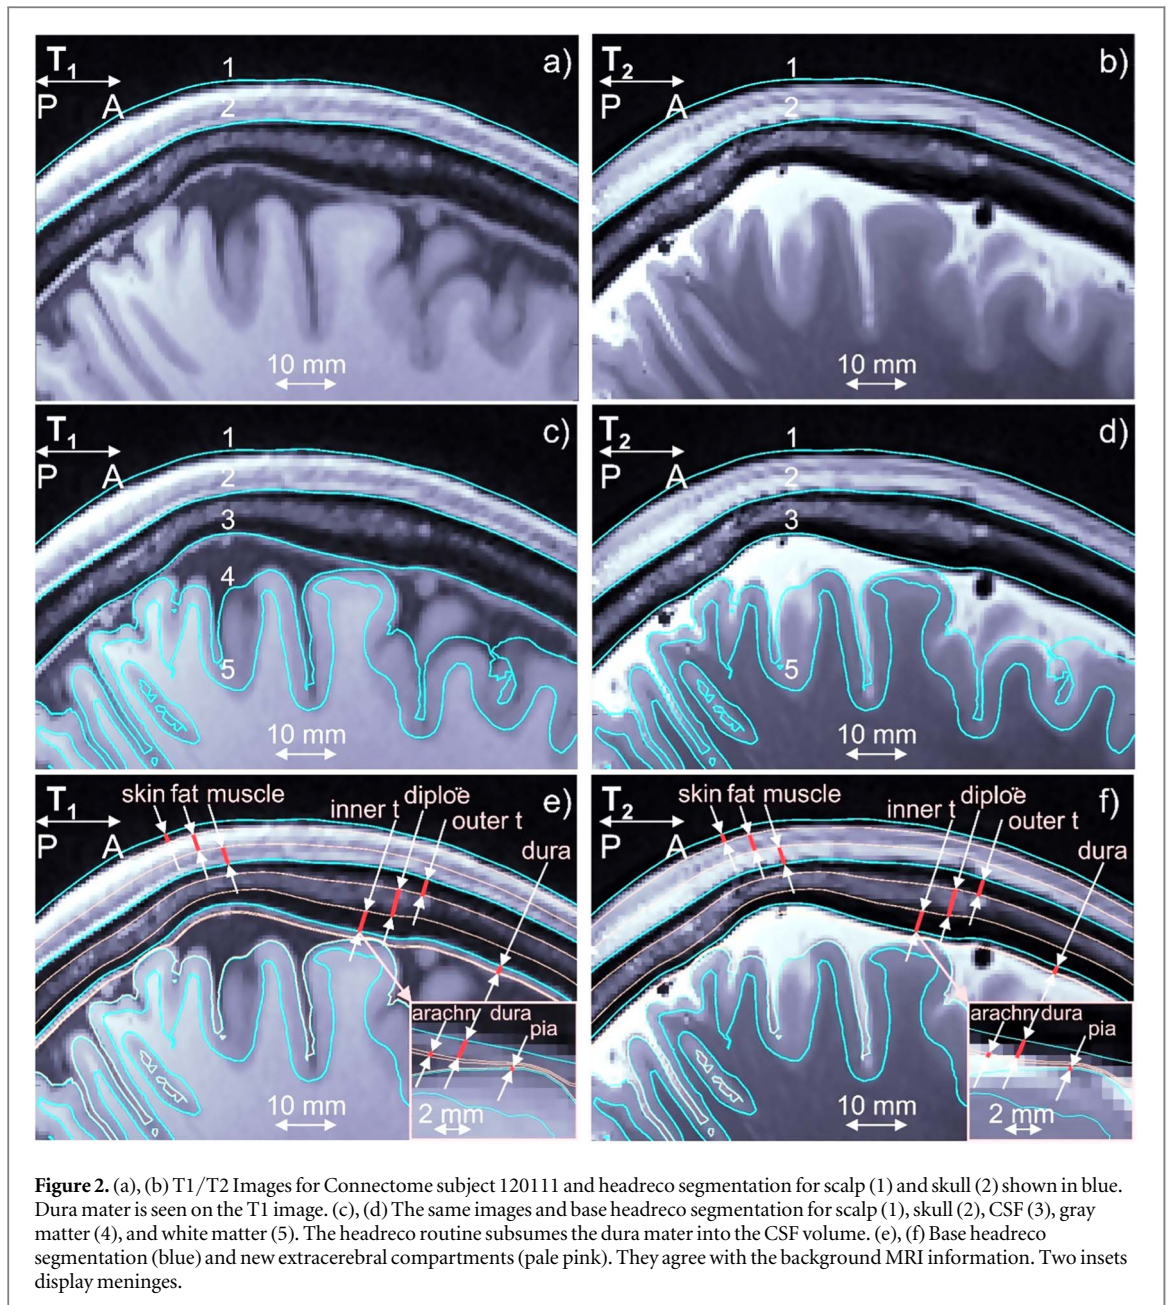 T1
P A
1
2
a)
10 mm
T2
P A
1
2
b)
10 mm
T1
P A
1
2
3
4
5
c)
10 mm
T2
P A
1
2
3
4
5
d)
10 mm
T1
P A
skin fat muscle
inner t
diploë
outer t
dura
e)
10 mm
arachn dura
pia
2 mm
T2
P A
skin fat muscle
inner t
diploë
outer t
dura
f)
10 mm
arachn dura
pia
2 mm
Figure 2. (a), (b) T1/T2 Images for Connectome subject 120111 and headreco segmentation for scalp (1) and skull (2) shown in blue.
Dura mater is seen on the T1 image. (c), (d) The same images and base headreco segmentation for scalp (1), skull (2), CSF (3), gray
matter (4), and white matter (5). The headreco routine subsumes the dura mater into the CSF volume. (e), (f) Base headreco
segmentation (blue) and new extracerebral compartments (pale pink). They agree with the background MRI information. Two insets
display meninges.